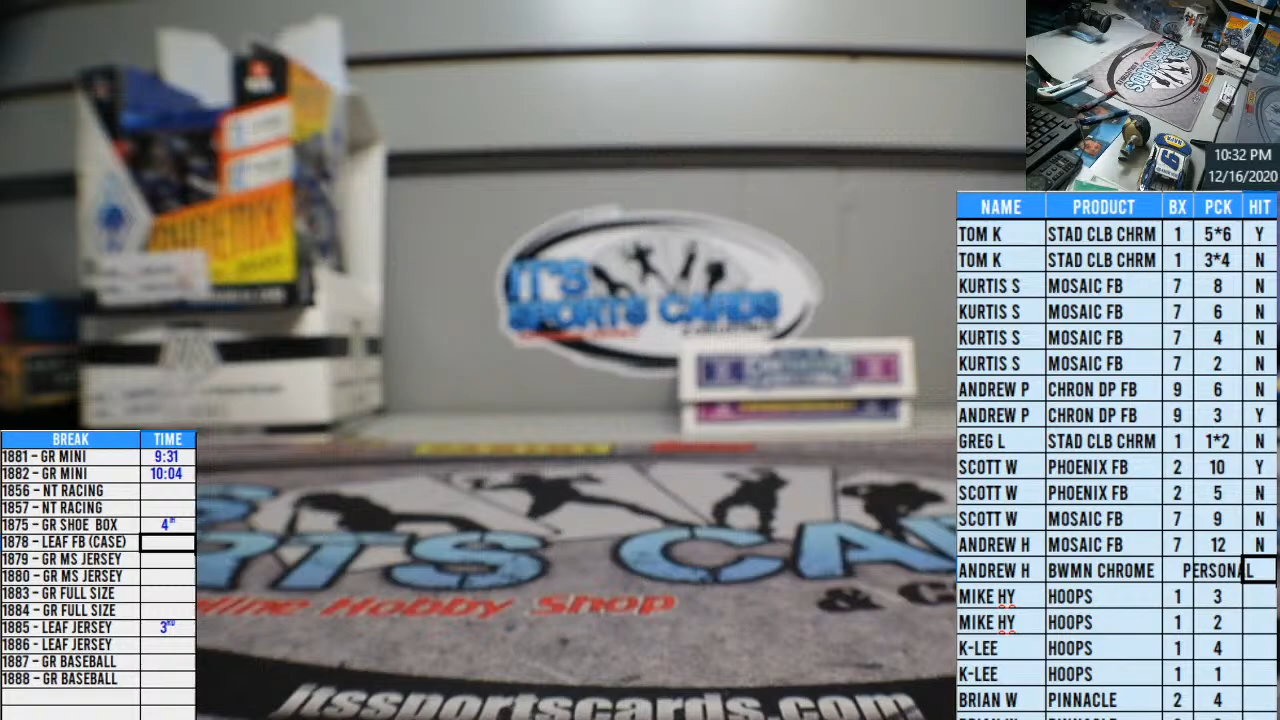 10:32 PM
12/16/2020
NAME PRODUCT BX PCK HIT
TOM K STAD CLB CHRM 1 5*6 Y
TOM K STAD CLB CHRM 1 3*4 N
KURTIS S MOSAIC FB 7 8 N
KURTIS S MOSAIC FB 7 6 N
KURTIS S MOSAIC FB 7 4 N
KURTIS S MOSAIC FB 7 2 N
ANDREW P CHRON DP FB 9 6 N
ANDREW P CHRON DP FB 9 3 Y
GREG L STAD CLB CHRM 1 1*2 N
SCOTT W PHOENIX FB 2 10 Y
SCOTT W PHOENIX FB 2 5 N
SCOTT W MOSAIC FB 7 9 N
ANDREW H MOSAIC FB 7 12 N
ANDREW H BWMN CHROME PERSONAL
MIKE HY HOOPS 1 3
MIKE HY HOOPS 1 2
K-LEE HOOPS 1 4
K-LEE HOOPS 1 1
BRIAN W PINNACLE 2 4
IT'S
SPORTS CARDS
BREAK TIME
1881 – GR MINI 9:31
1882 – GR MINI 10:04
1856 – NT RACING
1857 – NT RACING
1875 – GR SHOE BOX 4TH
1878 – LEAF FB (CASE)
1879 – GR MS JERSEY
1880 – GR MS JERSEY
1883 – GR FULL SIZE
1884 – GR FULL SIZE
1885 – LEAF JERSEY 3RD
1886 – LEAF JERSEY
1887 – GR BASEBALL
1888 – GR BASEBALL
S
RTS CA
nline Hobby Shop & C
itssportscards.com